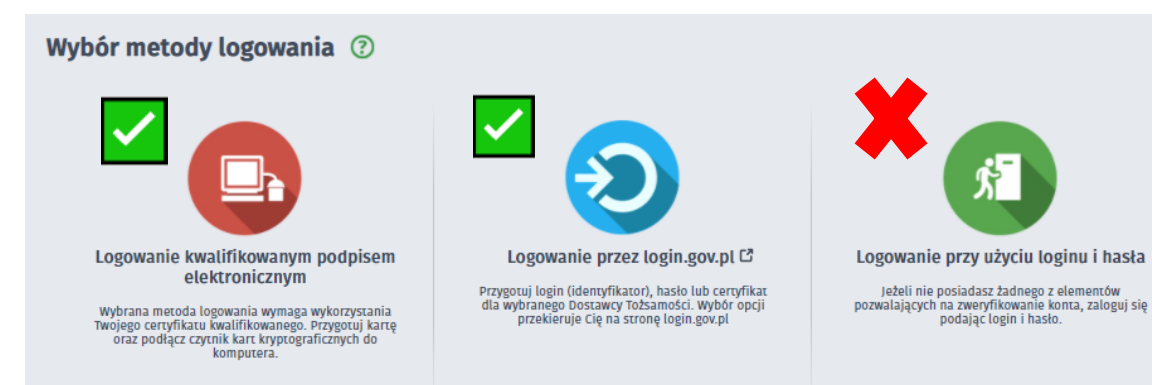 Wybór metody logowania ?
Logowanie kwalifikowanym podpisem
elektronicznym
Wybrana metoda logowania wymaga wykorzystania
Twojego certyfikatu kwalifikowanego. Przygotuj kartę
oraz podłącz czytnik kart kryptograficznych do
komputera.
Logowanie przez login.gov.pl
Przygotuj login (identyfikator), hasło lub certyfikat
dla wybranego Dostawcy Tożsamości. Wybór opcji
przekieruje Cię na stronę login.gov.pl
Logowanie przy użyciu loginu i hasła
Jeżeli nie posiadasz żadnego z elementów
pozwalających na zweryfikowanie konta, zaloguj się
podając login i hasło.